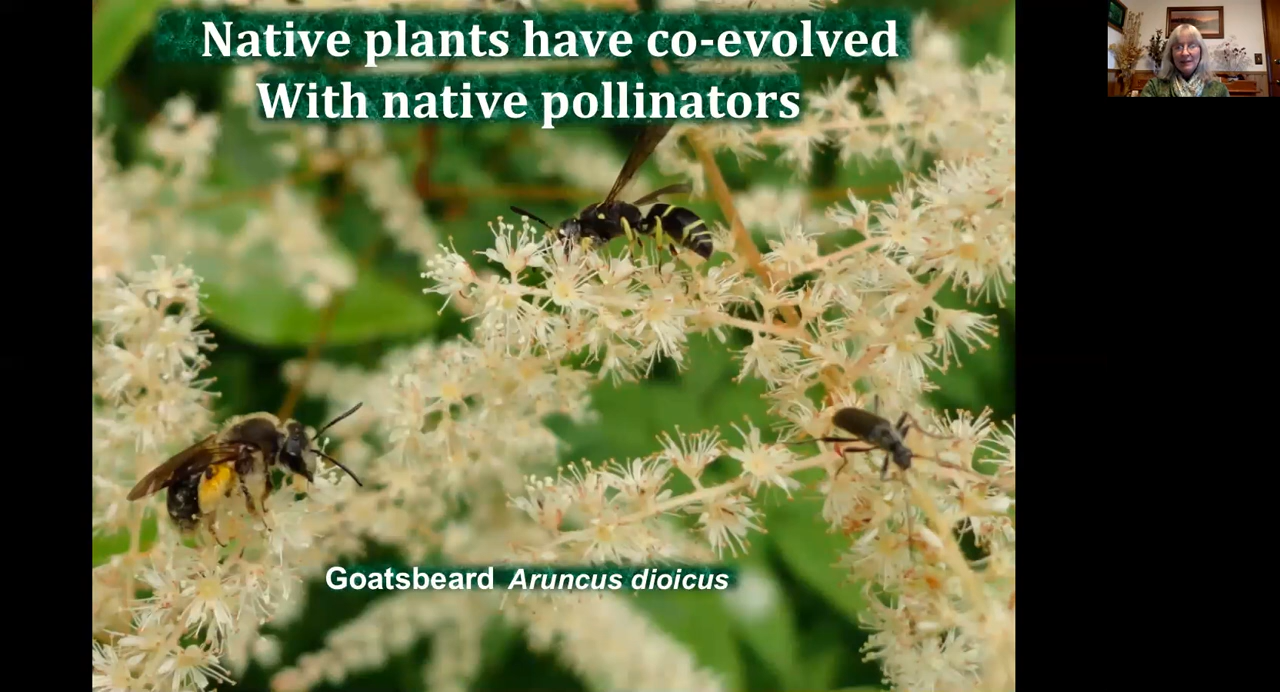 Native plants have co-evolved
With native pollinators
Goatsbeard Aruncus dioicus